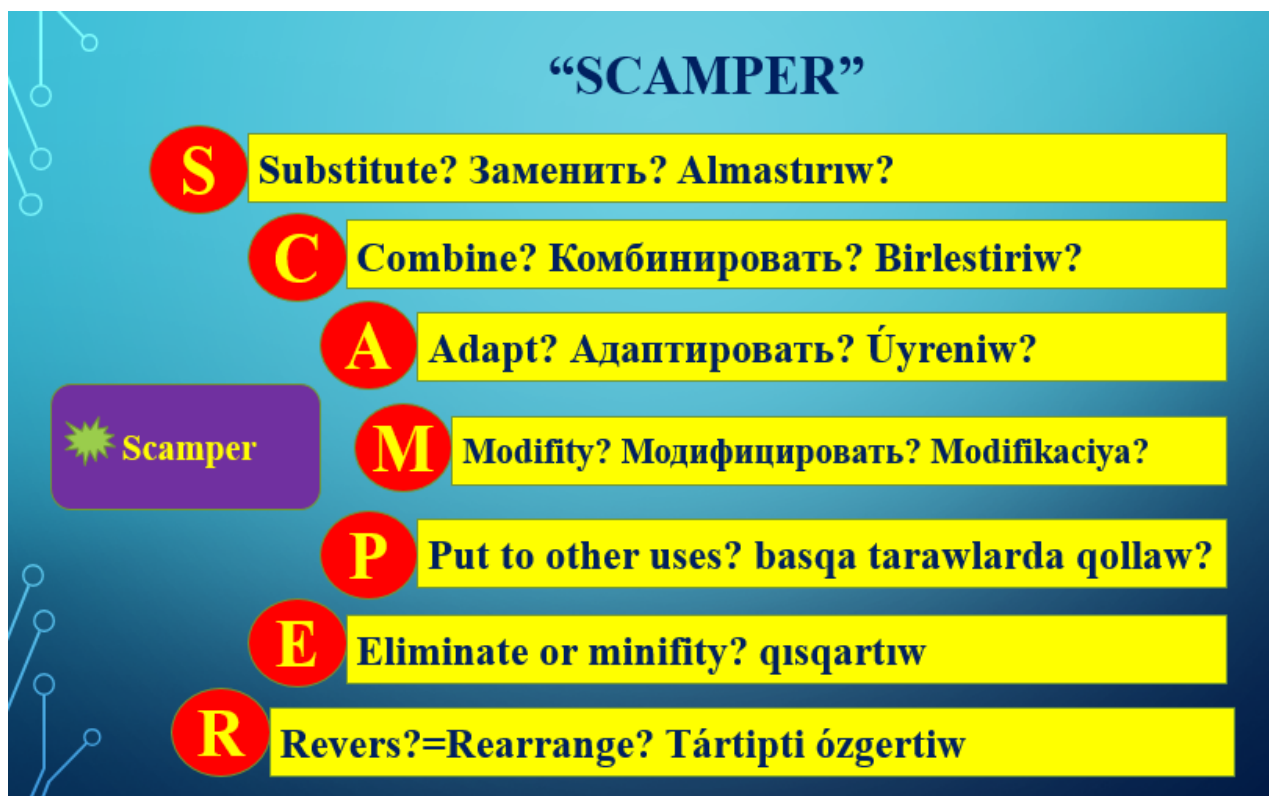 “SCAMPER”
S Substitute? Заменить? Almastırıw?
C Combine? Комбинировать? Birlestiriw?
A Adapt? Адаптировать? Úyreniw?
Scamper
M Modifity? Модифицировать? Modifikaciya?
P Put to other uses? basqa tarawlarda qollaw?
E Eliminate or minifity? qısqartıw
R Revers?=Rearrange? Tártipti ózgertiw